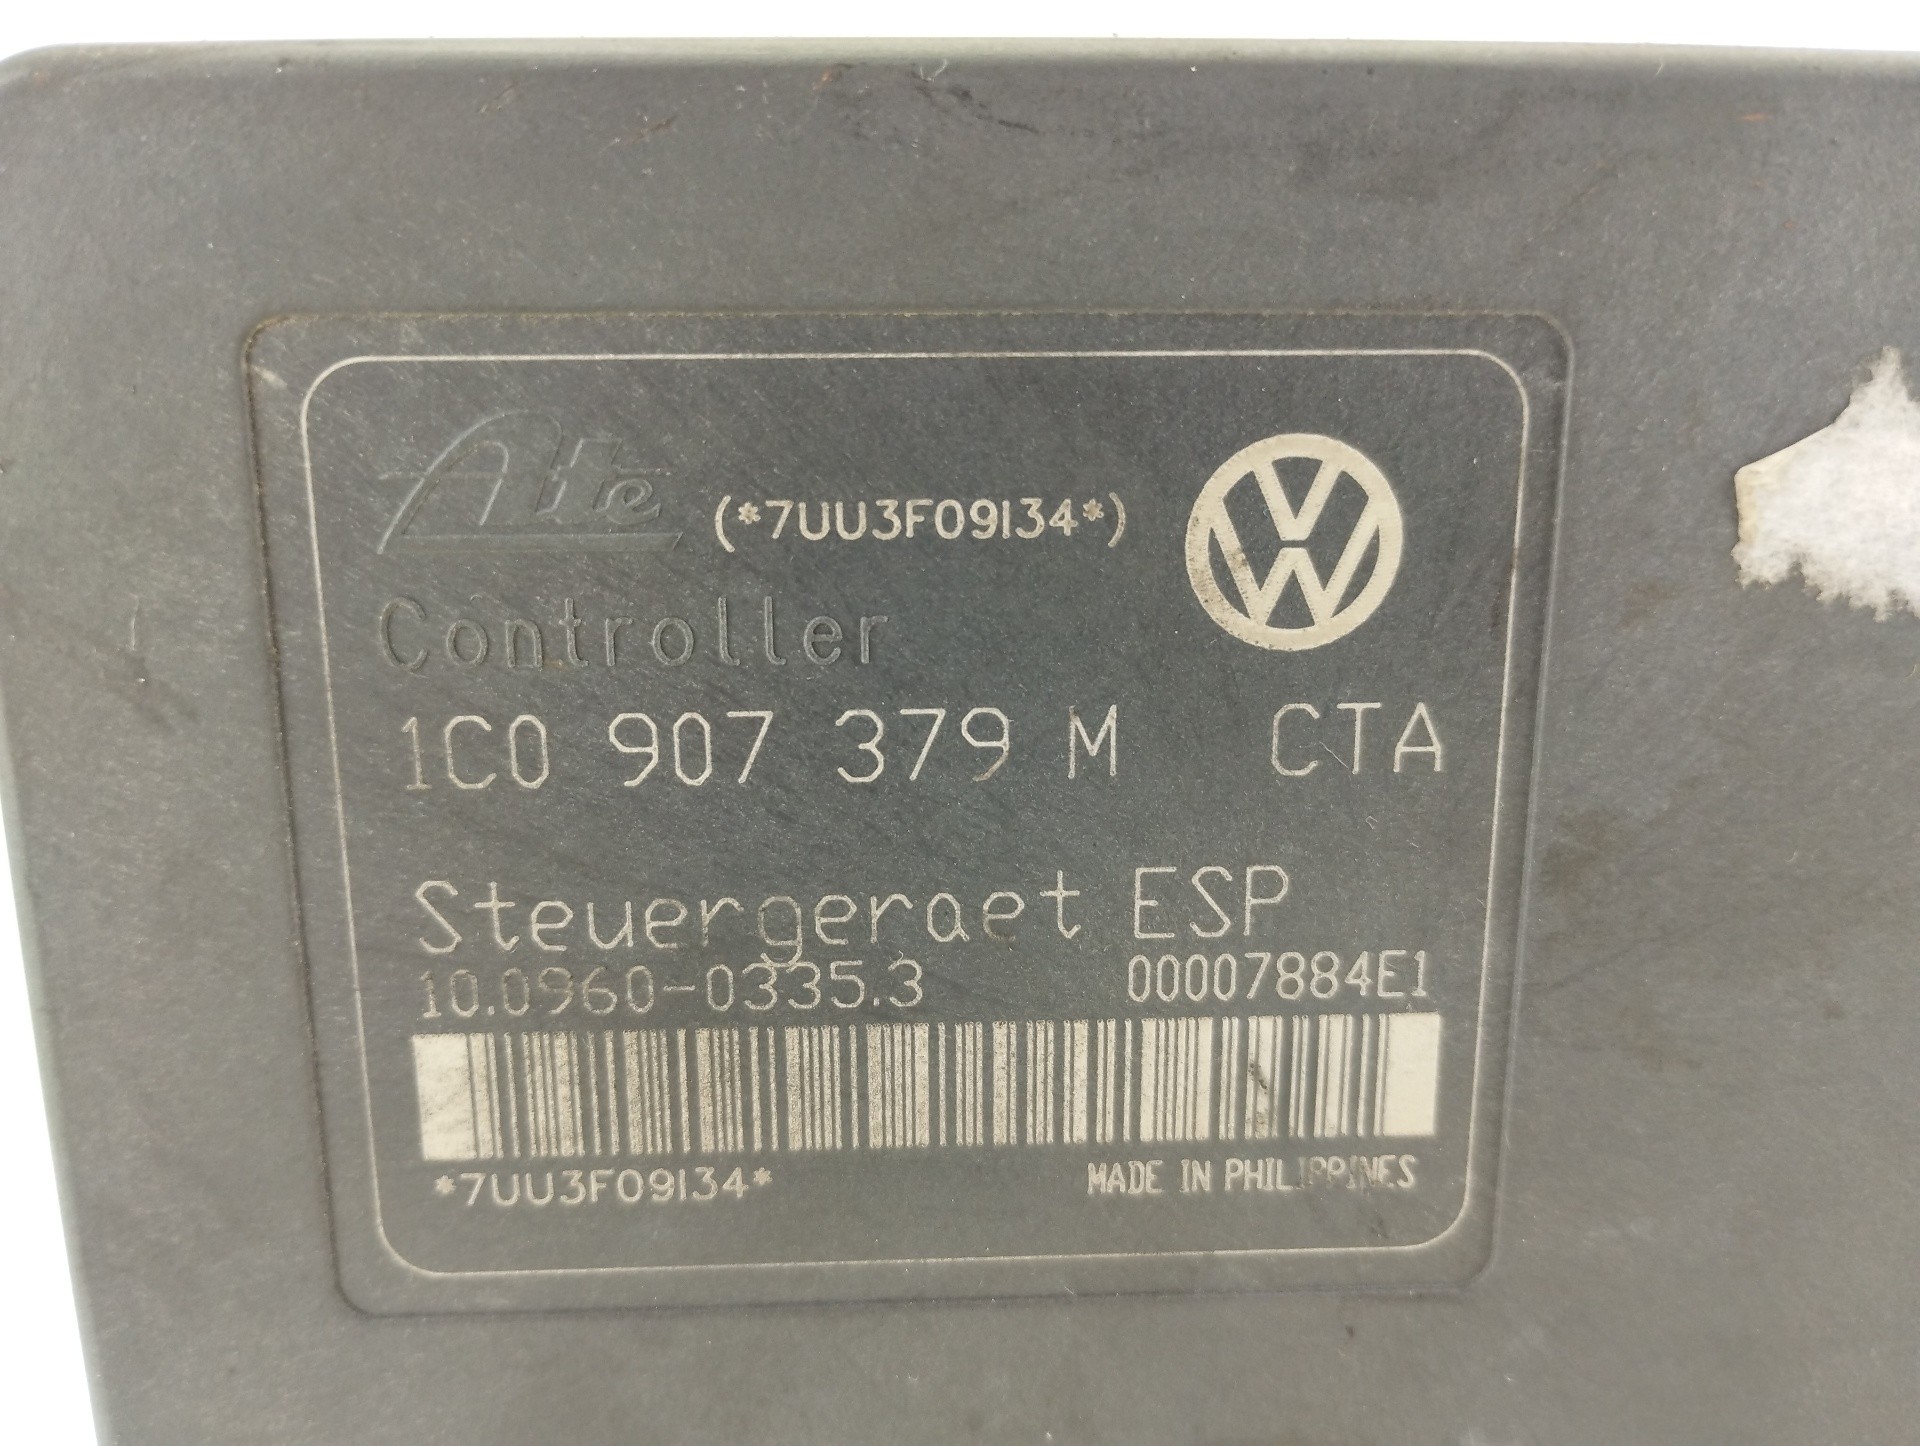 Ate (*7UU3F09134*)
Controller
1C0 907 379 M CTA
Steuergeraet ESP
10.0960-0335.3 00007884E1
*7UU3F09134* MADE IN PHILIPPINES